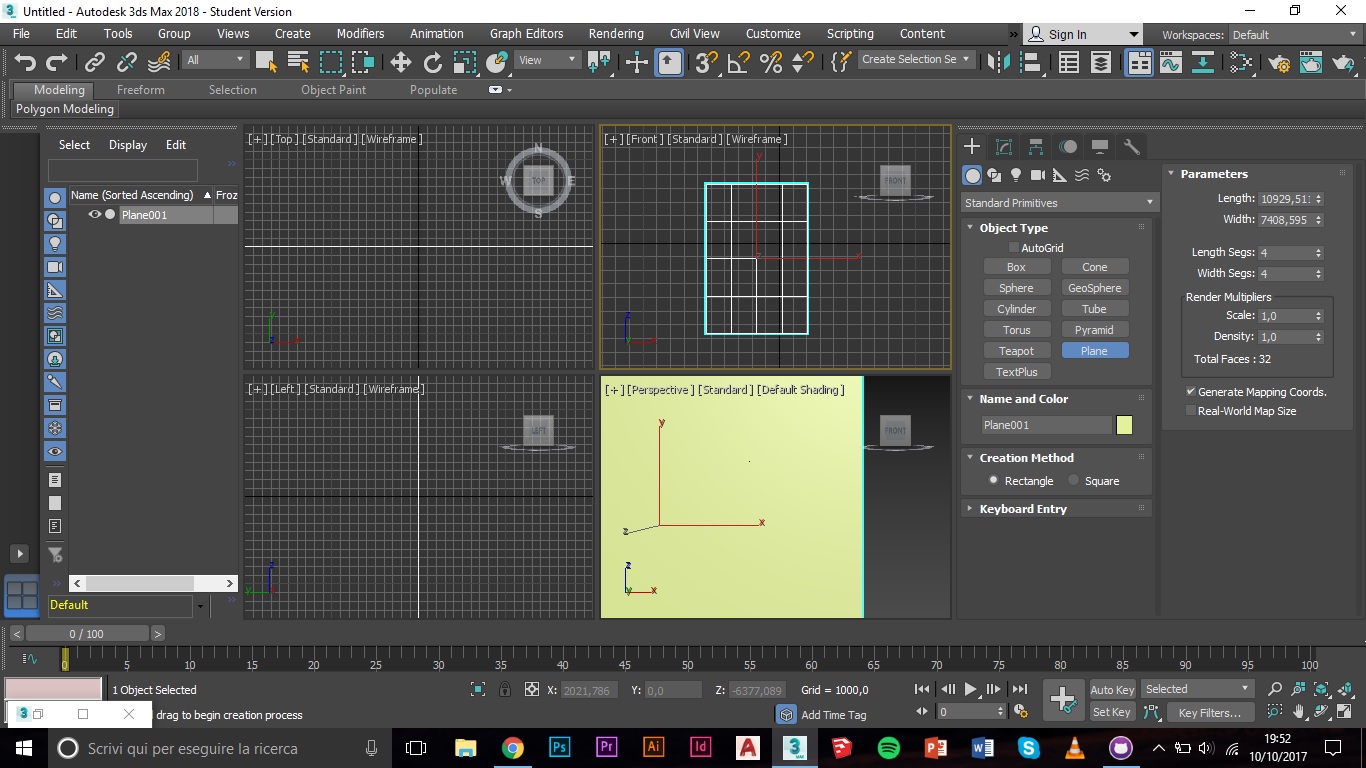 Untitled - Autodesk 3ds Max 2018 - Student Version
File Edit Tools Group Views Create Modifiers Animation Graph Editors Rendering Civil View Customize Scripting Content » Sign In Workspaces: Default
All View Create Selection Se
Modeling Freeform Selection Object Paint Populate
Polygon Modeling
Select Display Edit
Name (Sorted Ascending) Froz
Plane001
Default
[+] [Top] [Standard] [Wireframe]
N
W TOP E
S
[+] [Front] [Standard] [Wireframe]
FRONT
[+] [Left] [Standard] [Wireframe]
LEFT
[+] [Perspective] [Standard] [Default Shading]
FRONT
y
x
z
Standard Primitives
Object Type
AutoGrid
Box Cone
Sphere GeoSphere
Cylinder Tube
Torus Pyramid
Teapot Plane
TextPlus
Name and Color
Plane001
Creation Method
Rectangle Square
Keyboard Entry
Parameters
Length: 10929,51
Width: 7408,595
Length Segs: 4
Width Segs: 4
Render Multipliers
Scale: 1,0
Density: 1,0
Total Faces : 32
Generate Mapping Coords.
Real-World Map Size
< 0 / 100 >
0 5 10 15 20 25 30 35 40 45 50 55 60 65 70 75 80 85 90 95 100
1 Object Selected X: 2021,786 Y: 0,0 Z: -6377,089 Grid = 1000,0 Auto Key Selected
drag to begin creation process Add Time Tag 0 Set Key Key Filters...
Scrivi qui per eseguire la ricerca
Ps Pr Ai Id A 3 P W S
19:52
10/10/2017